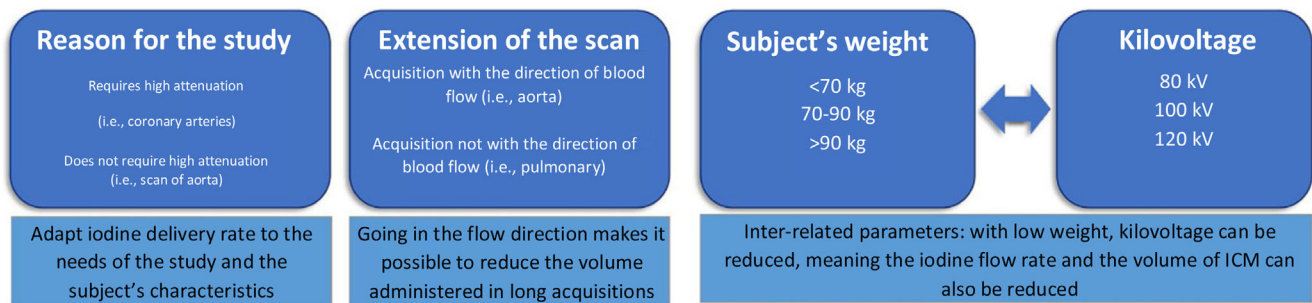 Reason for the study
Requires high attenuation
(i.e., coronary arteries)
Does not require high attenuation
(i.e., scan of aorta)
Adapt iodine delivery rate to the
needs of the study and the
subject's characteristics
Extension of the scan
Acquisition with the direction of blood
flow (i.e., aorta)
Acquisition not with the direction of
blood flow (i.e., pulmonary)
Going in the flow direction makes it
possible to reduce the volume
administered in long acquisitions
Subject's weight
<70 kg
70-90 kg
>90 kg
Kilovoltage
80 kV
100 kV
120 kV
Inter-related parameters: with low weight, kilovoltage can be
reduced, meaning the iodine flow rate and the volume of ICM can
also be reduced